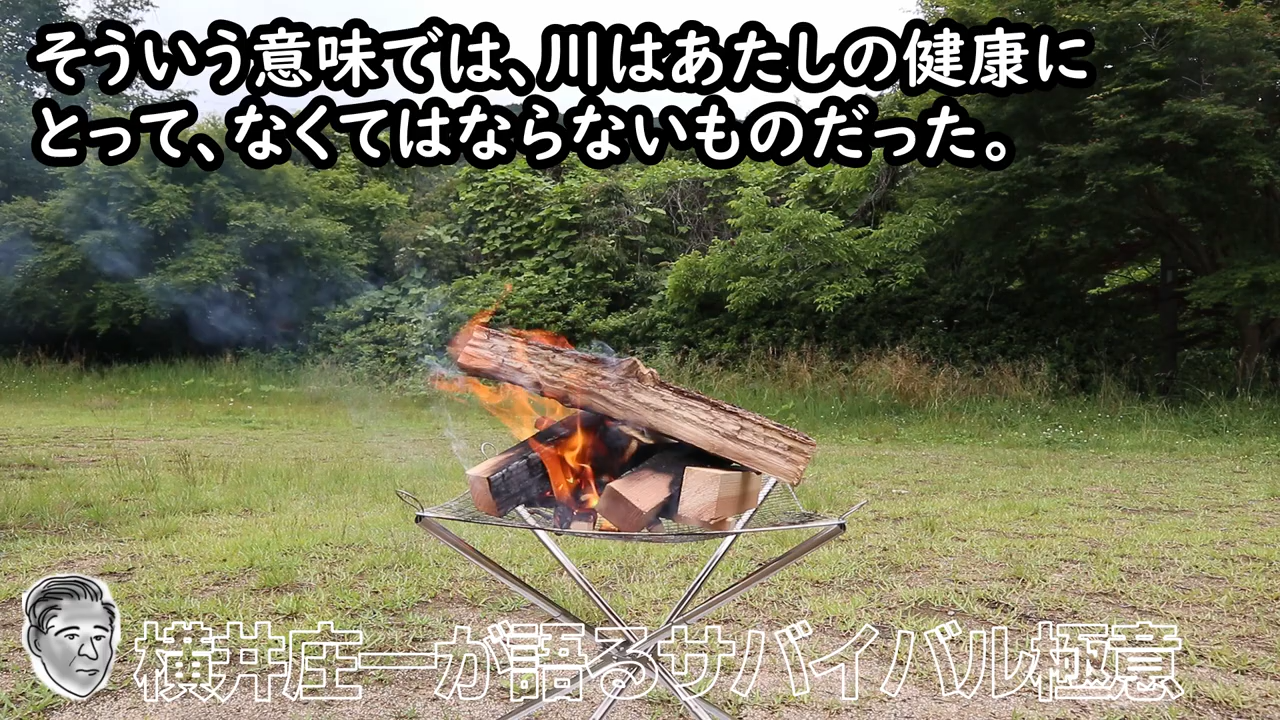 そういう意味では、川はあたしの健康に
とって、なくてはならないものだった。
横井庄一が語るサバイバル極意